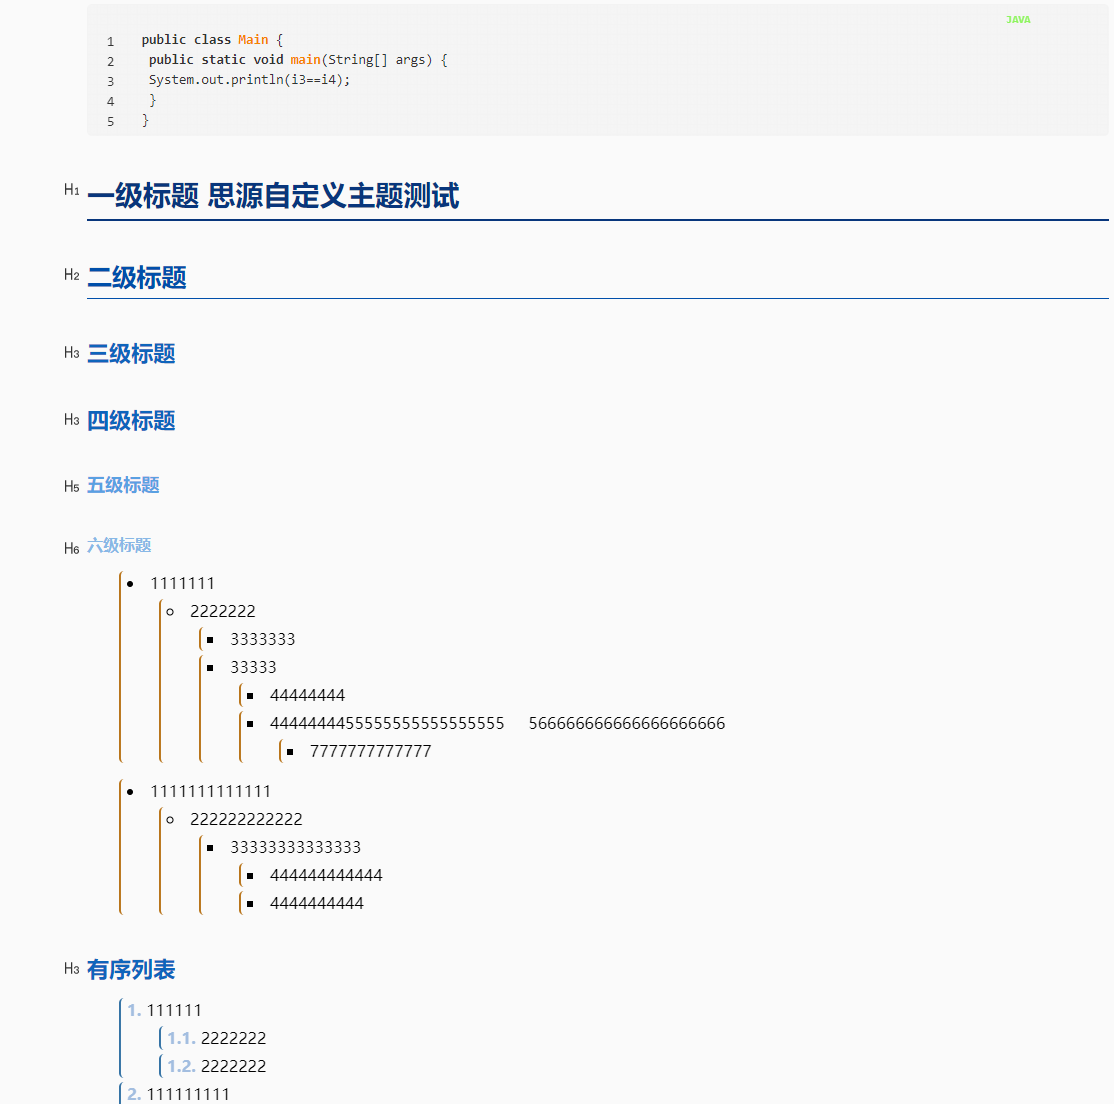 JAVA
1 public class Main {
2 public static void main(String[] args) {
3 System.out.println(i3==i4);
4 }
5 }
H1 一级标题 思源自定义主题测试
H2 二级标题
H3 三级标题
H3 四级标题
H5 五级标题
H6 六级标题
1111111
2222222
3333333
33333
44444444
4444444455555555555555555 566666666666666666666
7777777777777
1111111111111
222222222222
33333333333333
444444444444
4444444444
H3 有序列表
1. 111111
1.1. 2222222
1.2. 2222222
2. 111111111